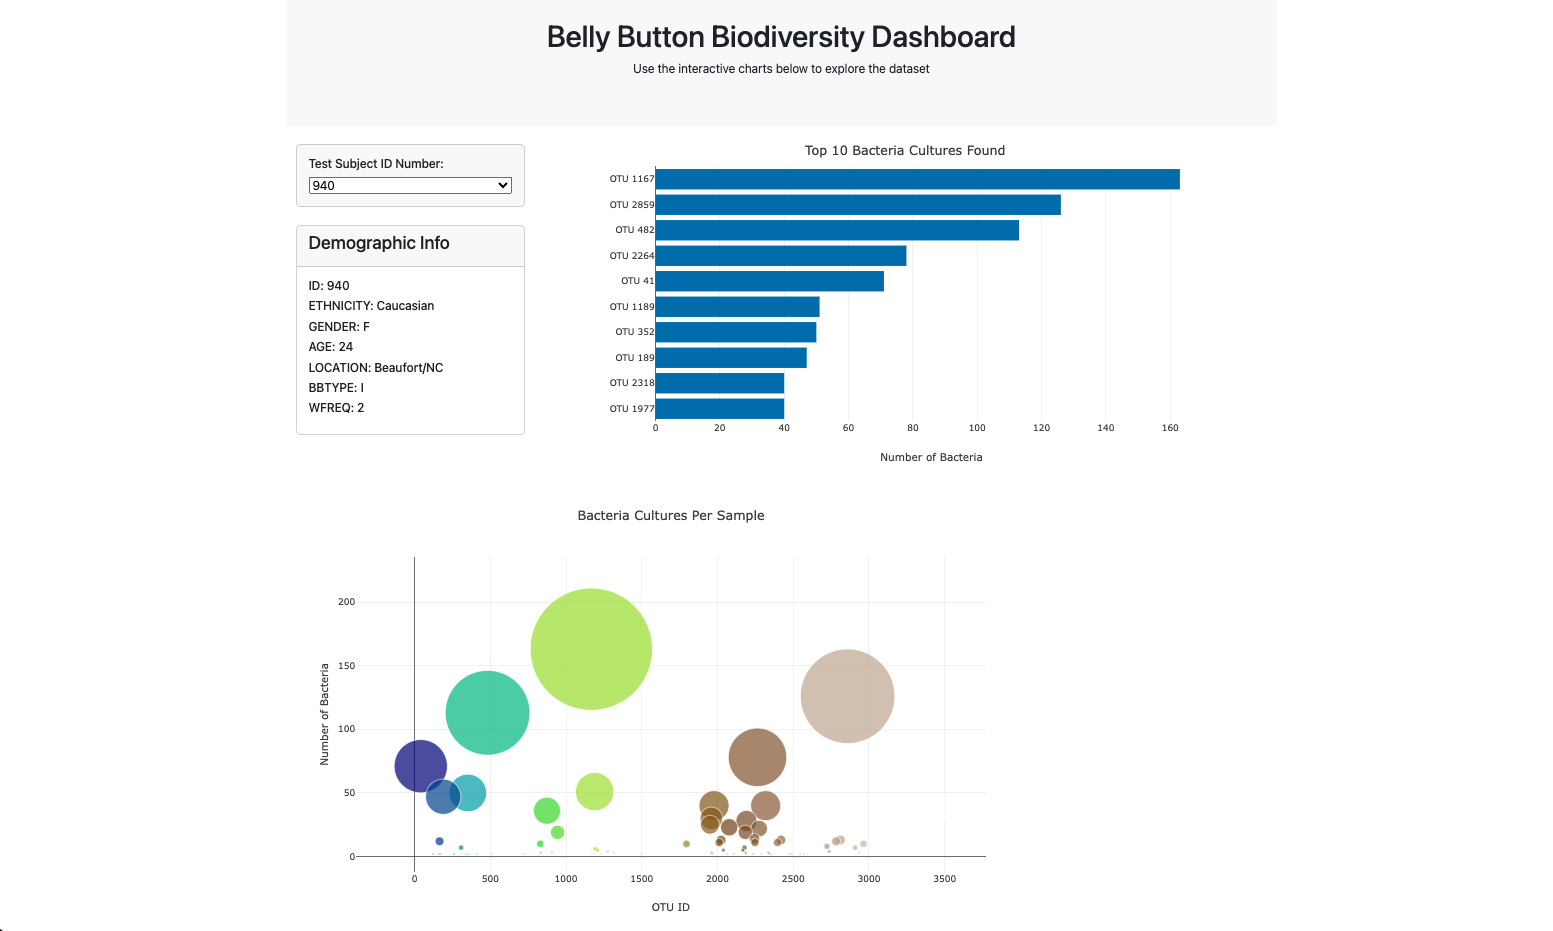 Belly Button Biodiversity Dashboard
Use the interactive charts below to explore the dataset
Test Subject ID Number:
940
Demographic Info
ID: 940
ETHNICITY: Caucasian
GENDER: F
AGE: 24
LOCATION: Beaufort/NC
BBTYPE: I
WFREQ: 2
Top 10 Bacteria Cultures Found
OTU 1167
OTU 2859
OTU 482
OTU 2264
OTU 41
OTU 1189
OTU 352
OTU 189
OTU 2318
OTU 1977
0 20 40 60 80 100 120 140 160
Number of Bacteria
Bacteria Cultures Per Sample
200
150
100
50
0
Number of Bacteria
0 500 1000 1500 2000 2500 3000 3500
OTU ID